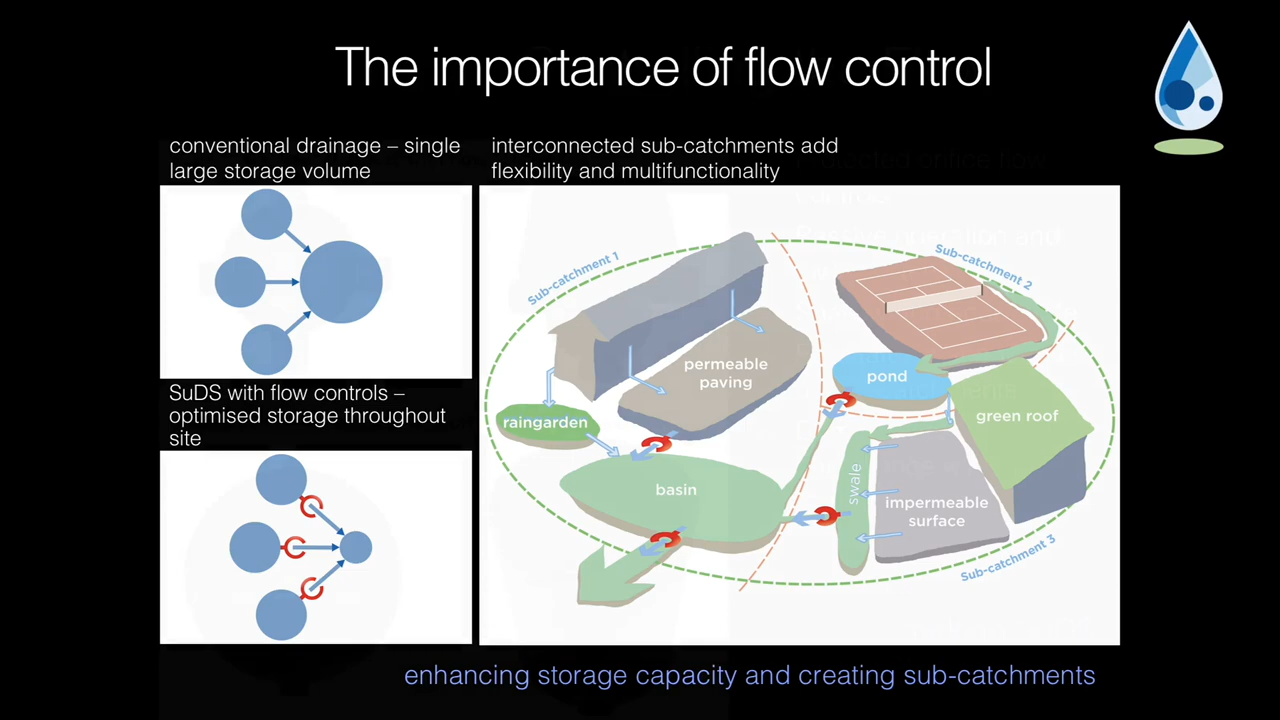 The importance of flow control
conventional drainage – single
large storage volume
interconnected sub-catchments add
flexibility and multifunctionality
SuDS with flow controls –
optimised storage throughout
site
Sub-catchment 1
Sub-catchment 2
permeable
paving
pond
raingarden
green roof
basin
swale
impermeable
surface
Sub-catchment 3
enhancing storage capacity and creating sub-catchments